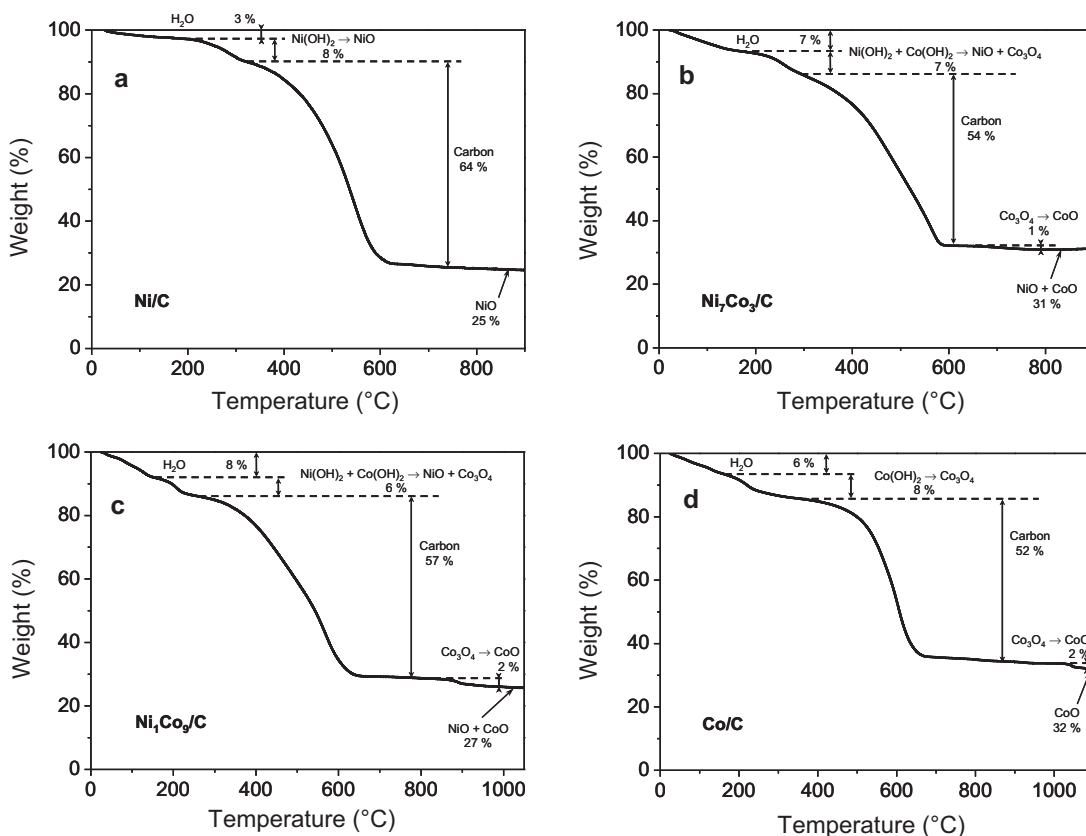 100
80
60
40
20
0
Weight (%)
0 200 400 600 800
Temperature (°C)
a
H₂O
3 %
Ni(OH)₂→NiO
8 %
Carbon
64 %
NiO
25 %
Ni/C
100
80
60
40
20
0
Weight (%)
0 200 400 600 800
Temperature (°C)
b
H₂O
7 %
Ni(OH)₂ + Co(OH)₂→NiO + Co₃O₄
7 %
Carbon
54 %
Co₃O₄→CoO
1 %
NiO + CoO
31 %
Ni₇Co₃/C
100
80
60
40
20
0
Weight (%)
0 200 400 600 800 1000
Temperature (°C)
c
H₂O
8 %
Ni(OH)₂ + Co(OH)₂→NiO + Co₃O₄
6 %
Carbon
57 %
Co₃O₄→CoO
2 %
NiO + CoO
27 %
Ni₁Co₉/C
100
80
60
40
20
0
Weight (%)
0 200 400 600 800 1000
Temperature (°C)
d
H₂O
6 %
Co(OH)₂→Co₃O₄
8 %
Carbon
52 %
Co₃O₄→CoO
2 %
CoO
32 %
Co/C